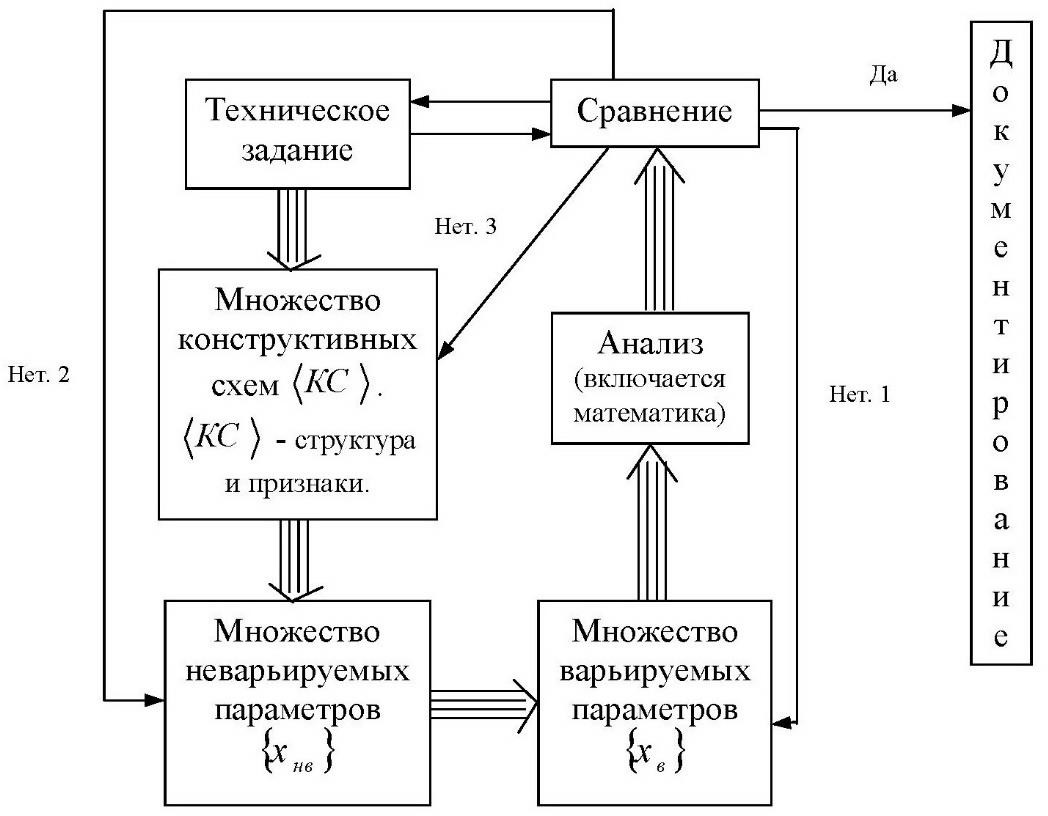 Техническое
задание
Сравнение
Да
Нет. 3
Множество
конструктивных
схем ⟨КС⟩.
⟨КС⟩ - структура
и признаки.
Анализ
(включается
математика)
Нет. 2
Нет. 1
Множество
неварьируемых
параметров
{x нв}
Множество
варьируемых
параметров
{x в}
Документирование